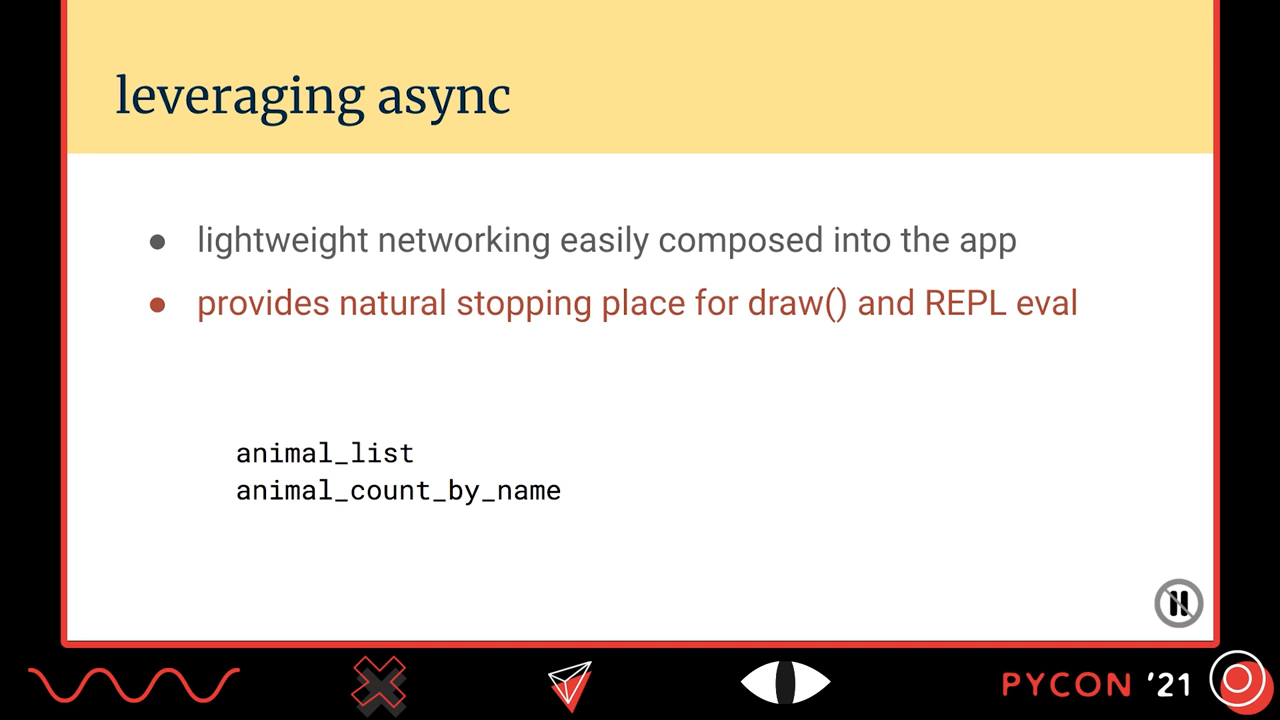 leveraging async
● lightweight networking easily composed into the app
● provides natural stopping place for draw() and REPL eval
animal_list
animal_count_by_name
PYCON '21